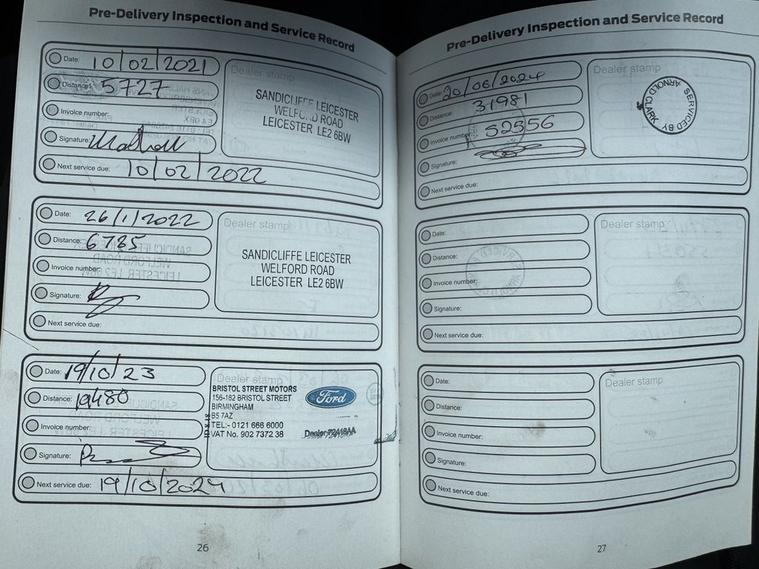 Pre-Delivery Inspection and Service Record
Date: 10/02/2021
Distance: 5727
Invoice number:
Signature:
Next service due: 10/02/2022
Dealer stamp
SANDICLIFFE LEICESTER
WELFORD ROAD
LEICESTER LE2 6BW
Date: 26/1/2022
Distance: 6785
Invoice number:
Signature:
Next service due:
Dealer stamp
SANDICLIFFE LEICESTER
WELFORD ROAD
LEICESTER LE2 6BW
Date: 19/10/23
Distance: 19480
Invoice number:
Signature:
Next service due: 19/10/2024
Dealer stamp
BRISTOL STREET MOTORS
156-182 BRISTOL STREET
BIRMINGHAM
B5 7AZ
TEL:- 0121 666 6000
VAT No. 902 7372 38
Ford
26
Pre-Delivery Inspection and Service Record
Date: 20/06/2024
Distance: 31981
Invoice number:
Signature:
Next service due:
Dealer stamp
SERVICED BY
ARNOLD CLARK
Date:
Distance:
Invoice number:
Signature:
Next service due:
Dealer stamp
Date:
Distance:
Invoice number:
Signature:
Next service due:
Dealer stamp
27